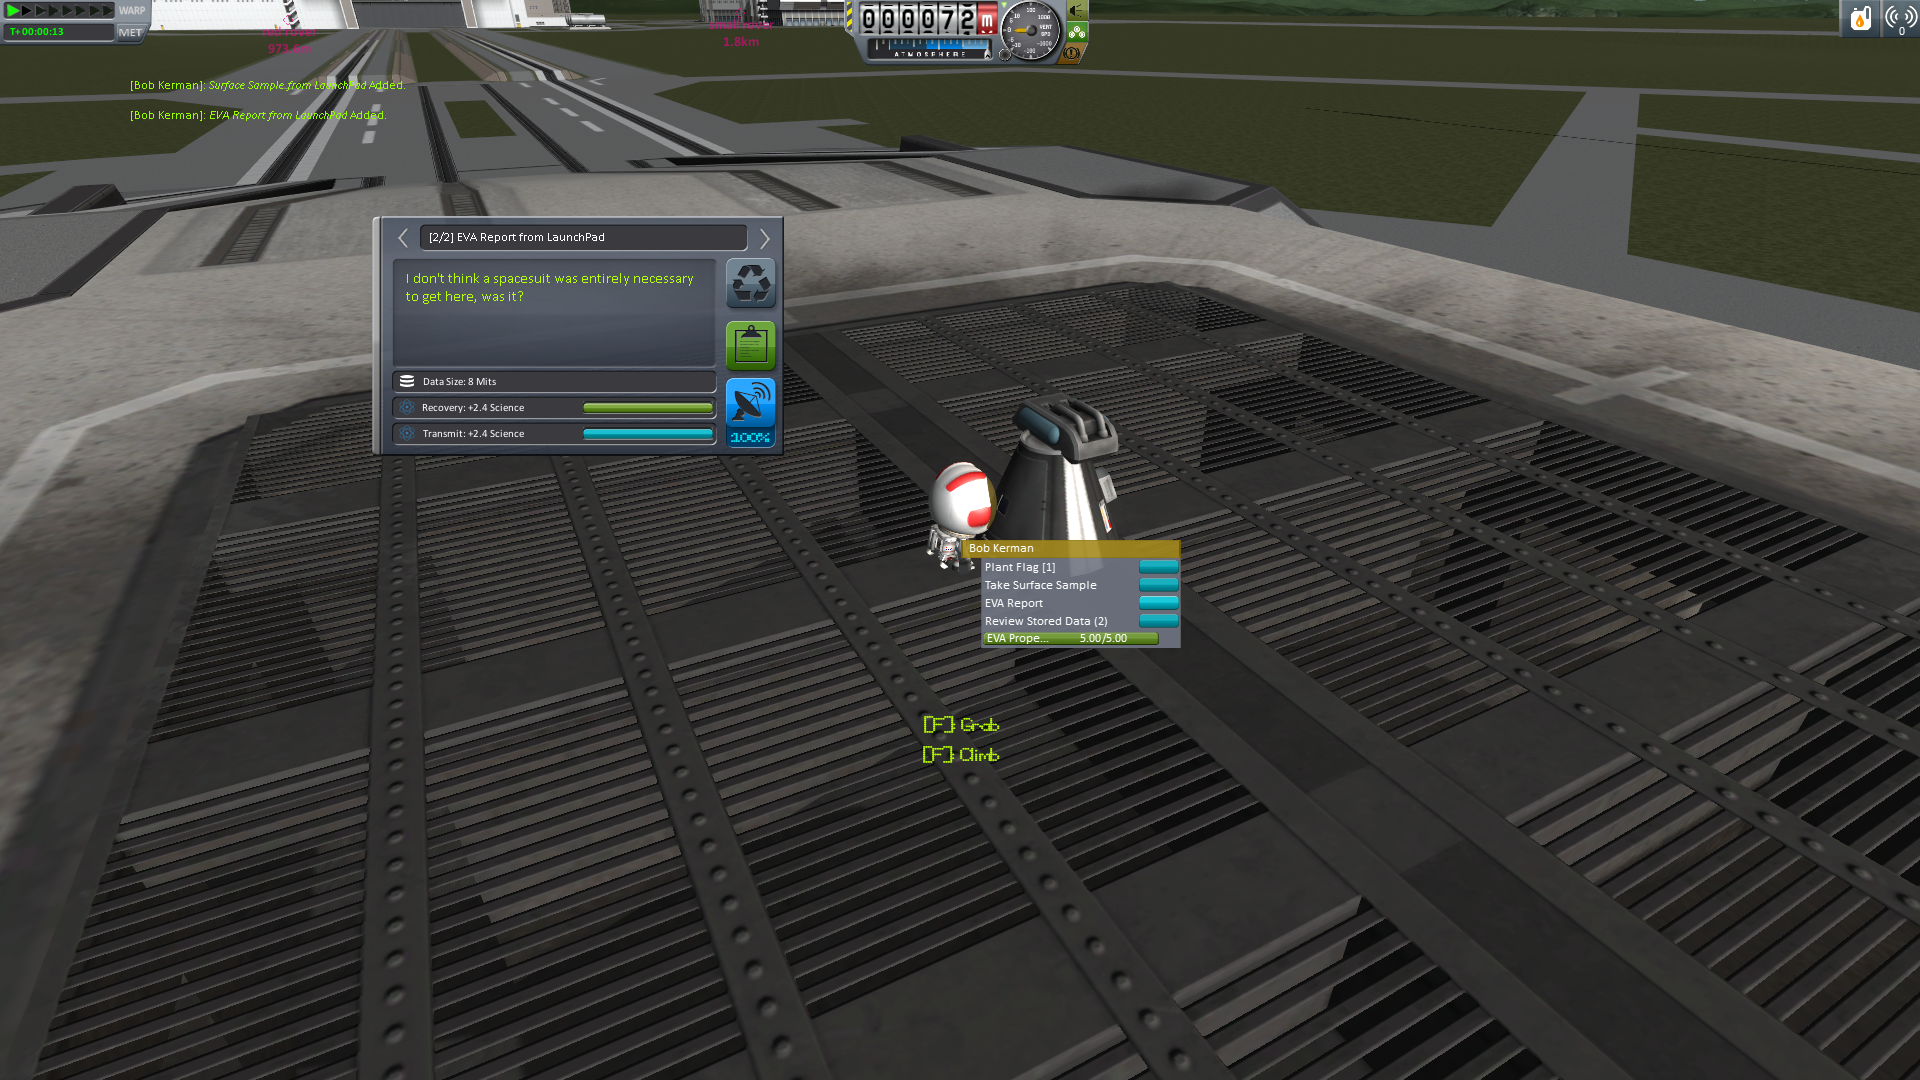 WARP
T+ 00:00:13
MET
1.8km
000072 m
ATMOSPHERE
VERT
SPD
0
[Bob Kerman]: Surface Sample from LaunchPad Added.
[Bob Kerman]: EVA Report from LaunchPad Added.
[2/2] EVA Report from LaunchPad
I don't think a spacesuit was entirely necessary
to get here, was it?
Data Size: 8 Mits
Recovery: +2.4 Science
Transmit: +2.4 Science
100%
Bob Kerman
Plant Flag [1]
Take Surface Sample
EVA Report
Review Stored Data (2)
EVA Prope... 5.00/5.00
[F]: Grab
[F]: Climb